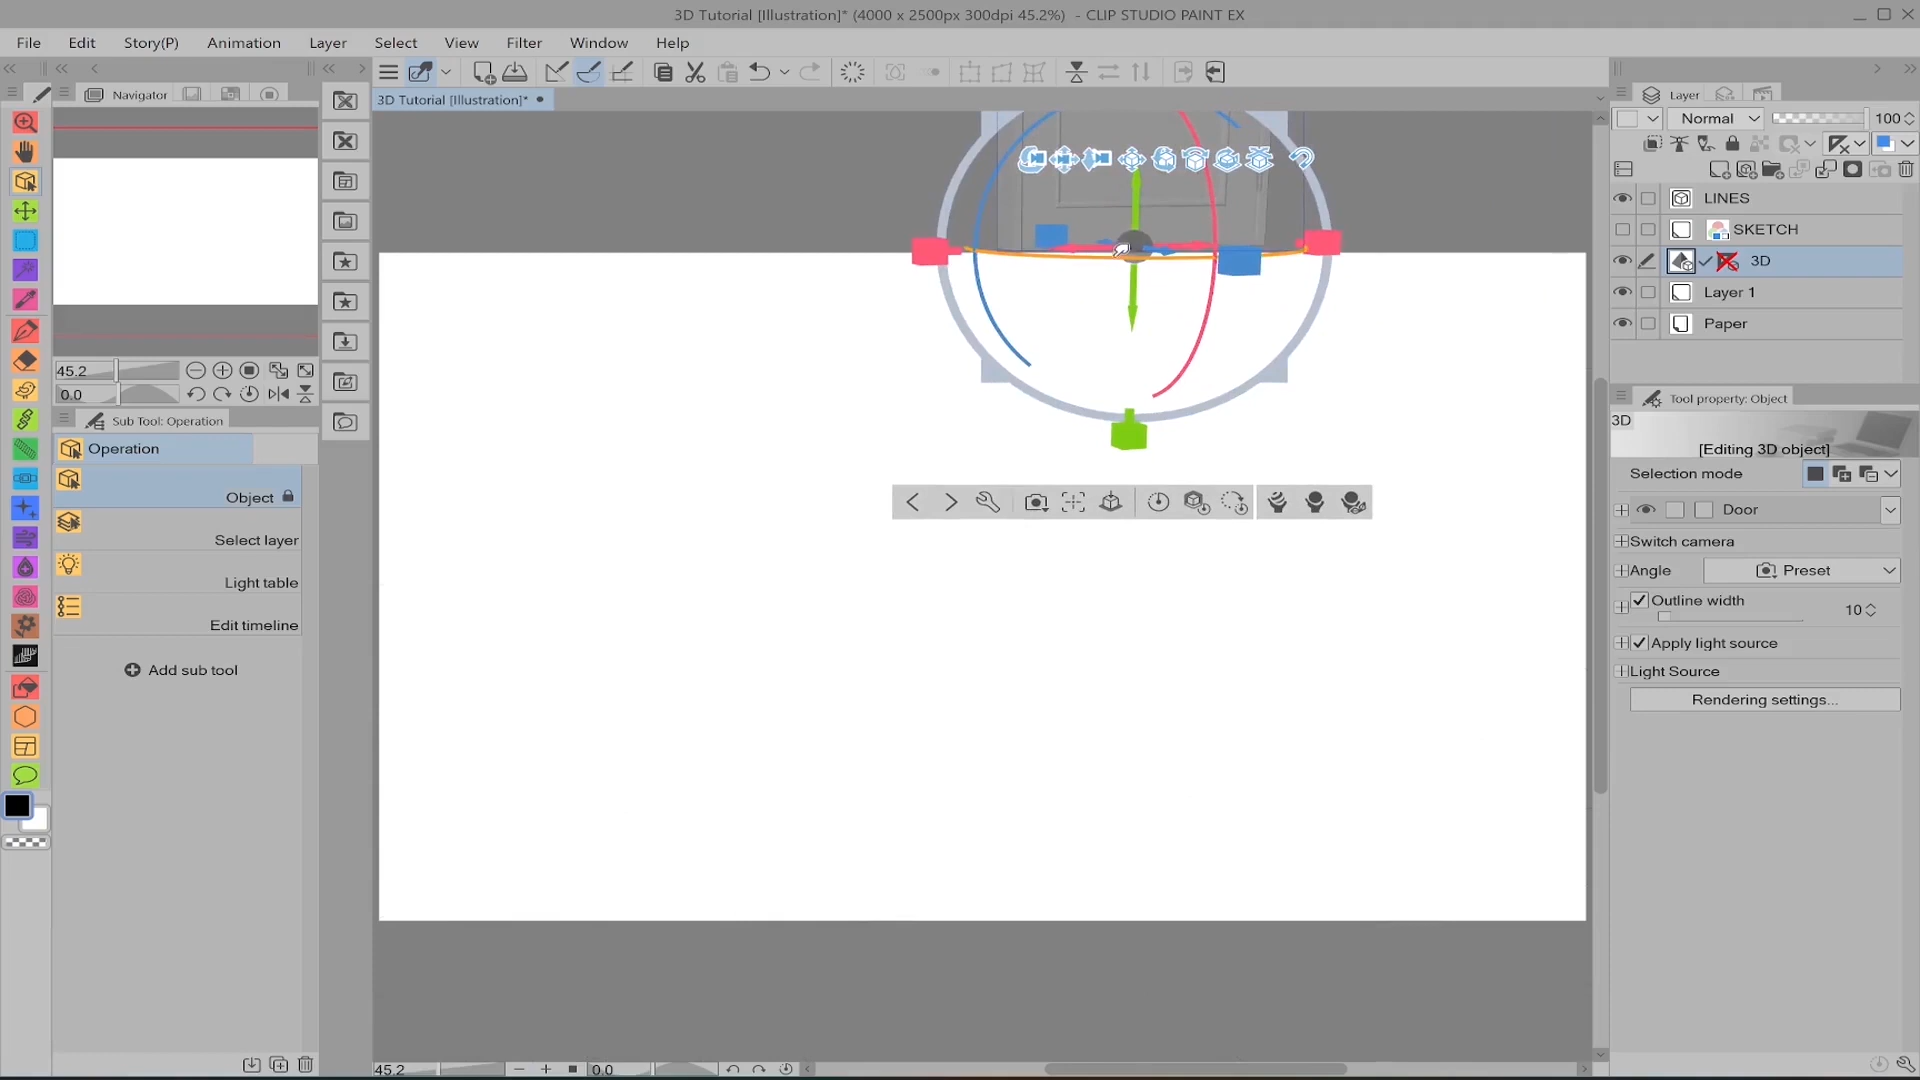 3D Tutorial [Illustration]* (4000 x 2500px 300dpi 45.2%) - CLIP STUDIO PAINT EX
File Edit Story(P) Animation Layer Select View Filter Window Help
Navigator
3D Tutorial [Illustration]*
Layer
Normal
100
LINES
SKETCH
3D
Layer 1
Paper
45.2
0.0
Sub Tool: Operation
Operation
Object
Select layer
Light table
Edit timeline
Add sub tool
Tool property: Object
3D
[Editing 3D object]
Selection mode
Door
Switch camera
Angle
Preset
Outline width
10
Apply light source
Light Source
Rendering settings...
45.2
0.0